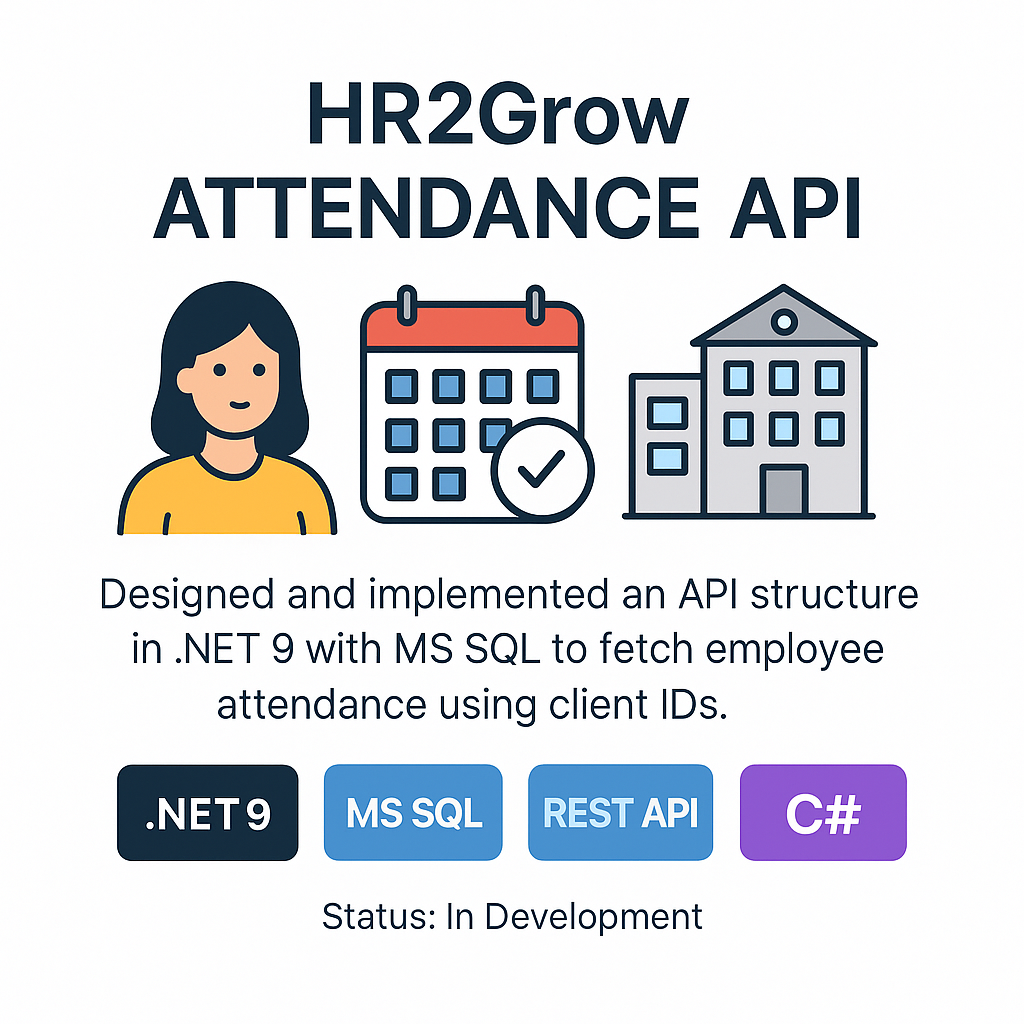 HR2Grow
ATTENDANCE API
Designed and implemented an API structure
in .NET 9 with MS SQL to fetch employee
attendance using client IDs.
.NET 9
MS SQL
REST API
C#
Status: In Development